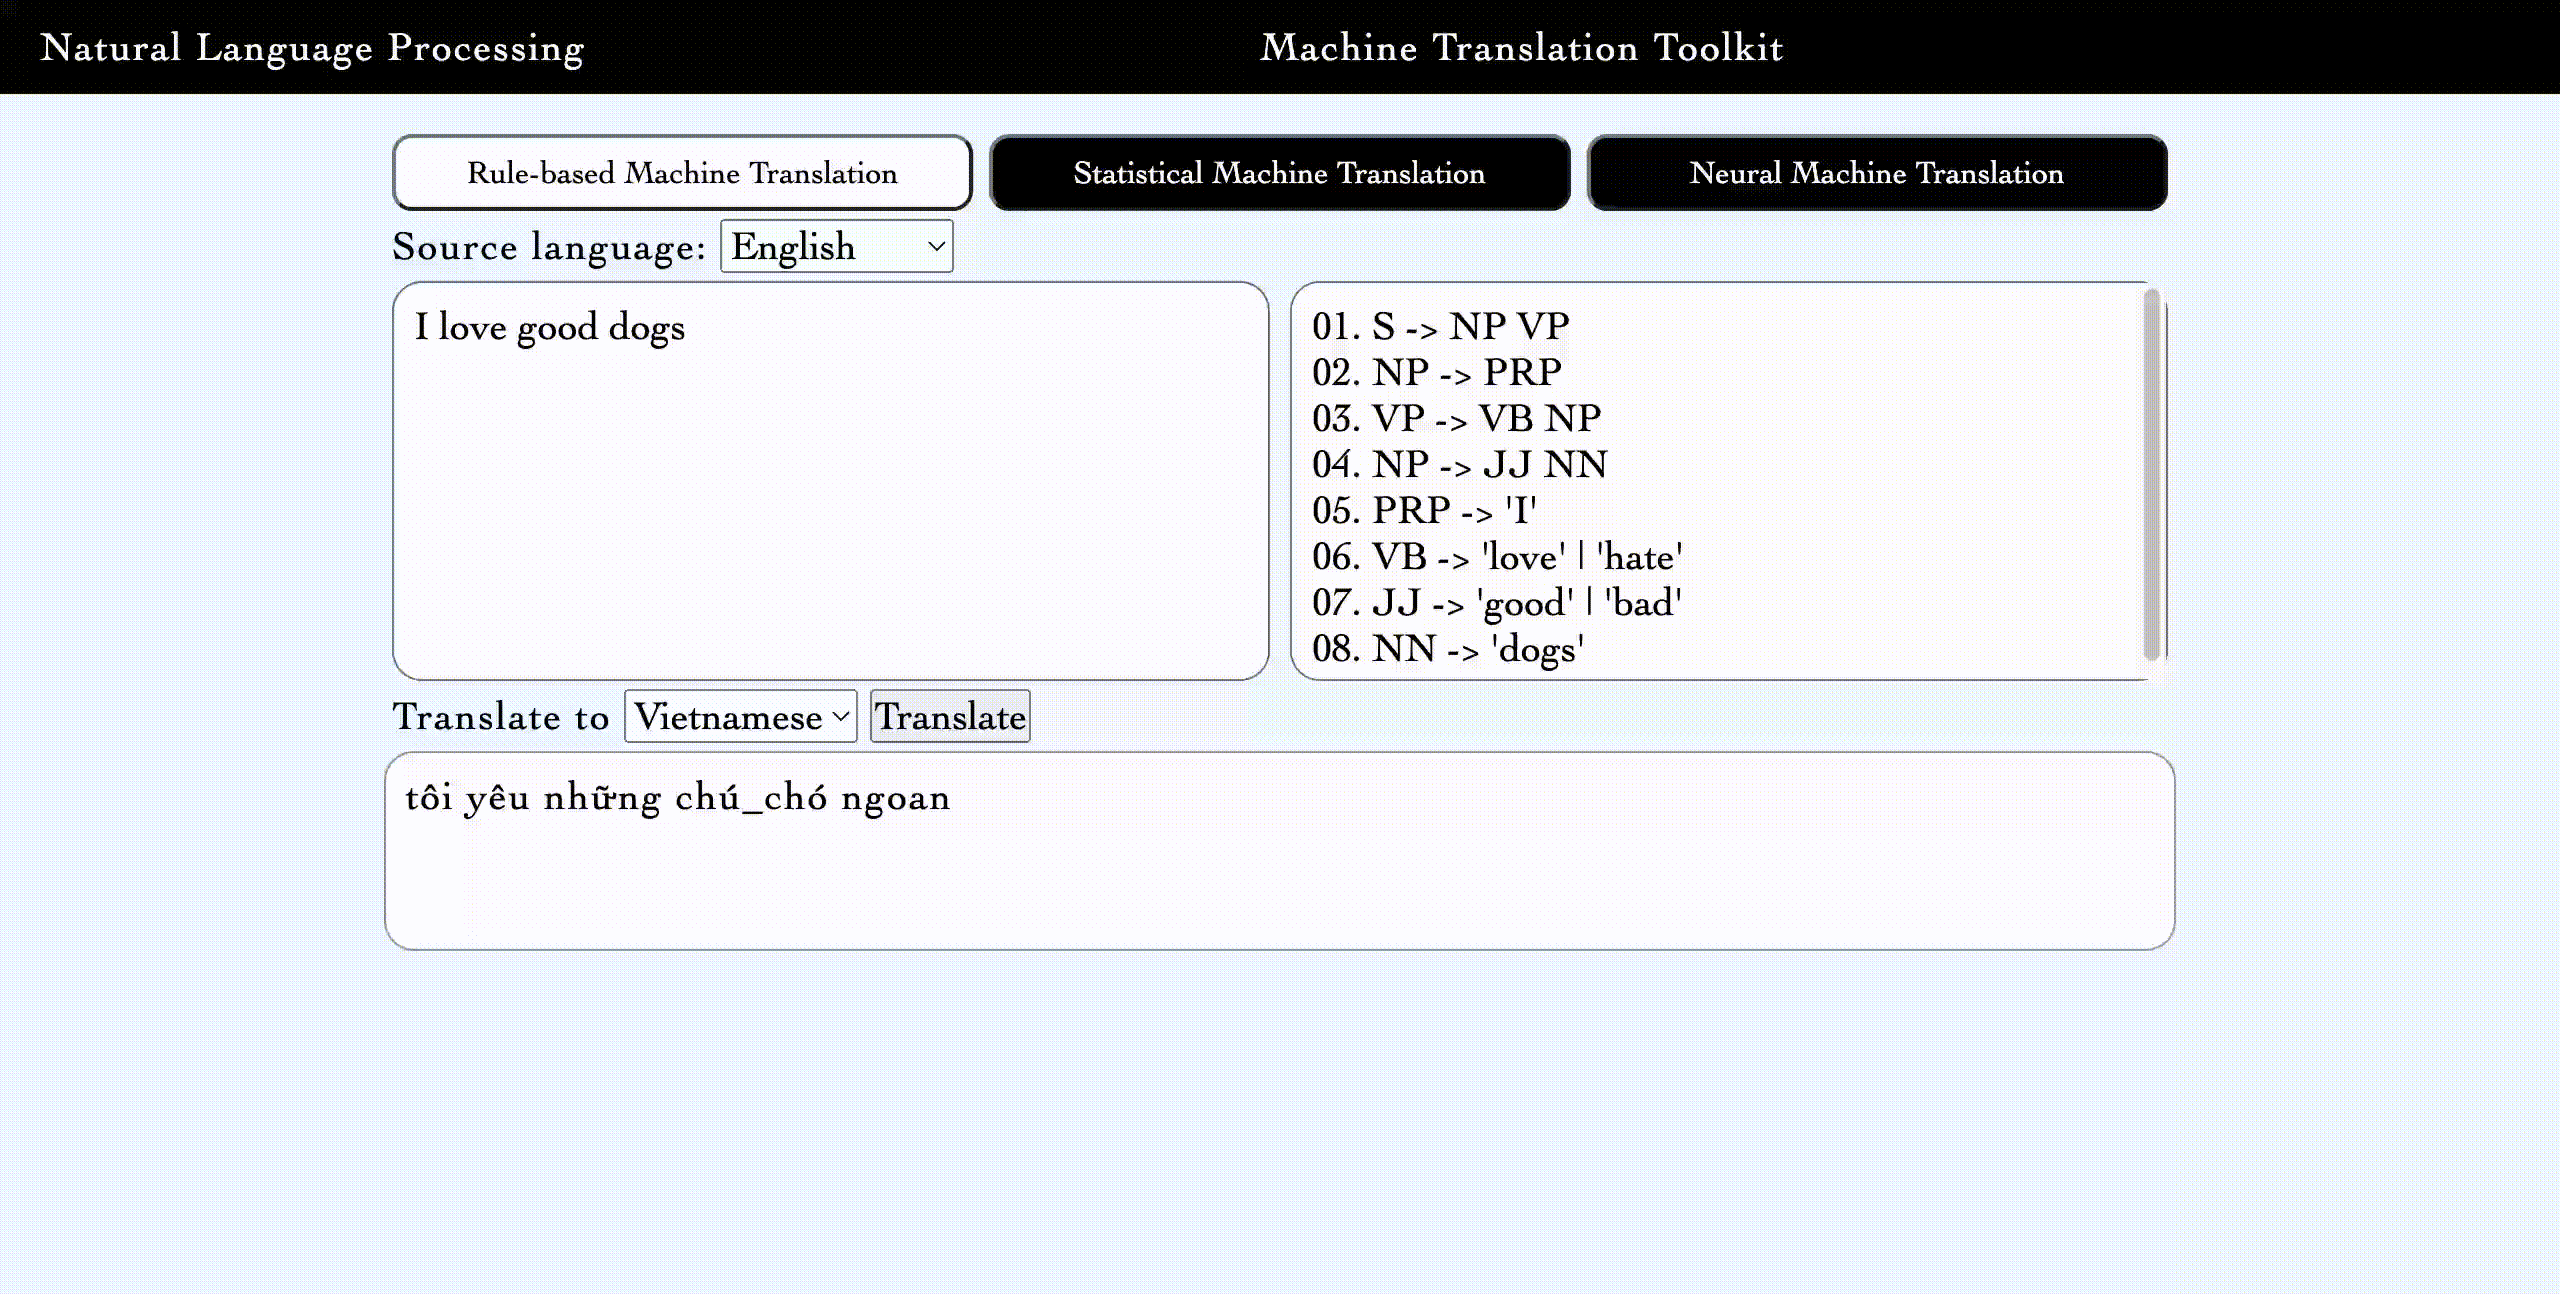 Natural Language Processing
Machine Translation Toolkit
Rule-based Machine Translation
Statistical Machine Translation
Neural Machine Translation
Source language: English
I love good dogs
01. S -> NP VP
02. NP -> PRP
03. VP -> VB NP
04. NP -> JJ NN
05. PRP -> 'I'
06. VB -> 'love' | 'hate'
07. JJ -> 'good' | 'bad'
08. NN -> 'dogs'
Translate to Vietnamese Translate
tôi yêu những chú_chó ngoan